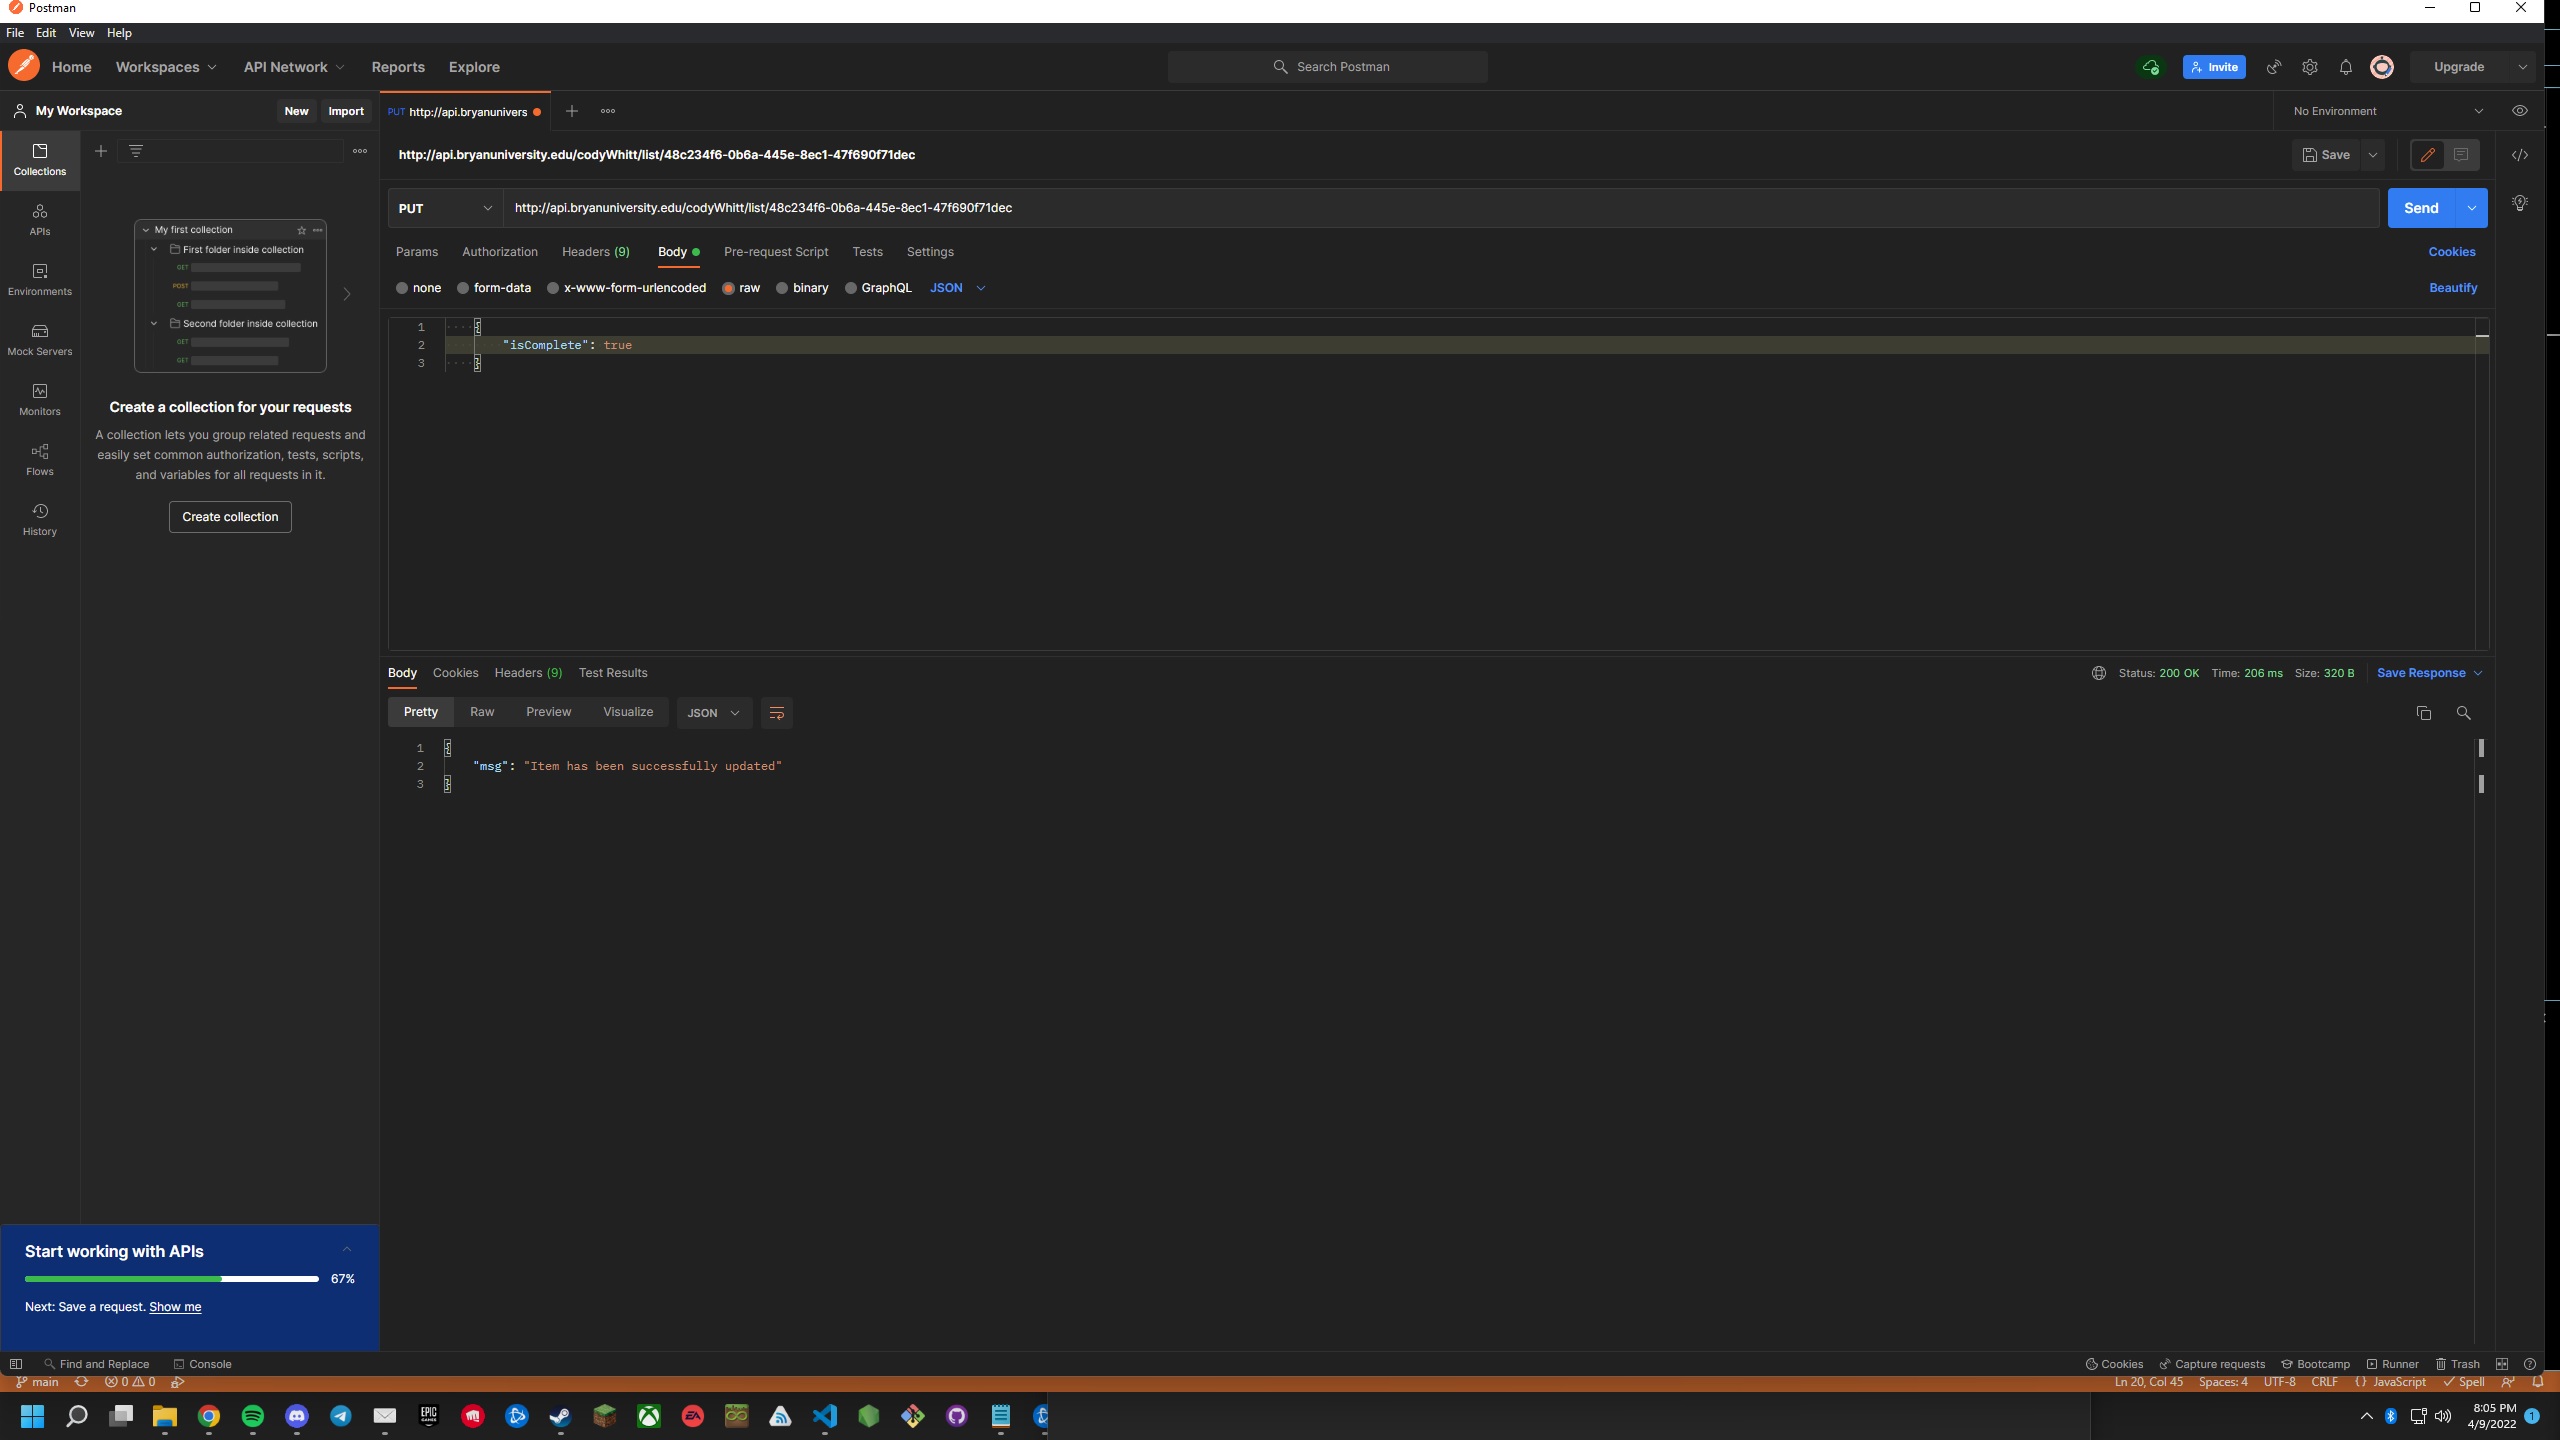 Postman
File Edit View Help
Home Workspaces API Network Reports Explore
Search Postman
Invite
Upgrade
My Workspace
New Import
PUT http://api.bryanunivers
No Environment
Collections
APIs
Environments
Mock Servers
Monitors
Flows
History
My first collection
First folder inside collection
GET
POST
GET
Second folder inside collection
GET
GET
Create a collection for your requests
A collection lets you group related requests and
easily set common authorization, tests, scripts,
and variables for all requests in it.
Create collection
http://api.bryanuniversity.edu/codyWhitt/list/48c234f6-0b6a-445e-8ec1-47f690f71dec
Save
PUT http://api.bryanuniversity.edu/codyWhitt/list/48c234f6-0b6a-445e-8ec1-47f690f71dec
Send
Params Authorization Headers (9) Body Pre-request Script Tests Settings
Cookies
none form-data x-www-form-urlencoded raw binary GraphQL JSON
Beautify
1 {
2 "isComplete": true
3 }
Body Cookies Headers (9) Test Results
Status: 200 OK Time: 206 ms Size: 320 B Save Response
Pretty Raw Preview Visualize JSON
1 {
2 "msg": "Item has been successfully updated"
3 }
Start working with APIs
67%
Next: Save a request. Show me
Find and Replace Console
Cookies Capture requests Bootcamp Runner Trash
main 0 0
Ln 20, Col 45 Spaces: 4 UTF-8 CRLF {} JavaScript Spell
EPIC GAMES
EA
8:05 PM
4/9/2022
1